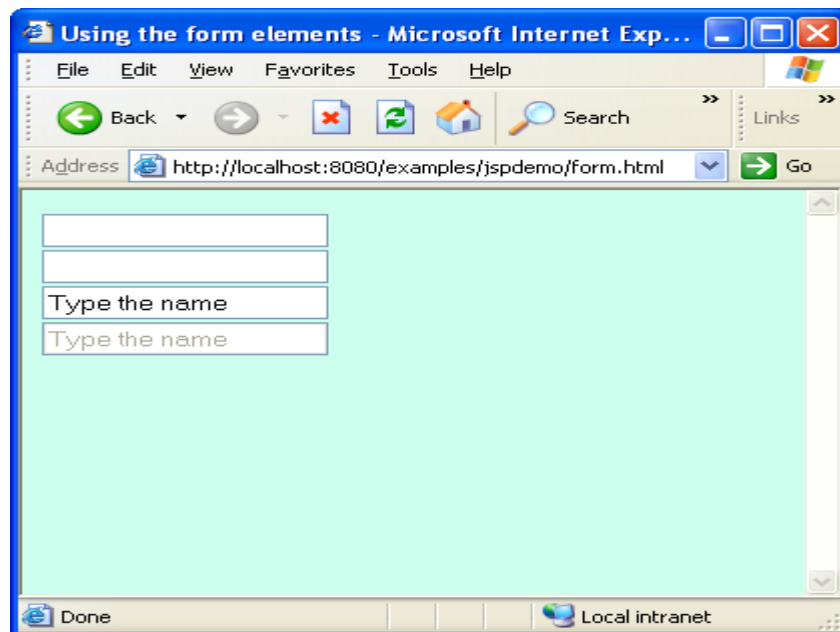 Using the form elements - Microsoft Internet Exp...
File Edit View Favorites Tools Help
Back Search » Links »
Address http://localhost:8080/examples/jspdemo/form.html Go
Type the name
Type the name
Done Local intranet